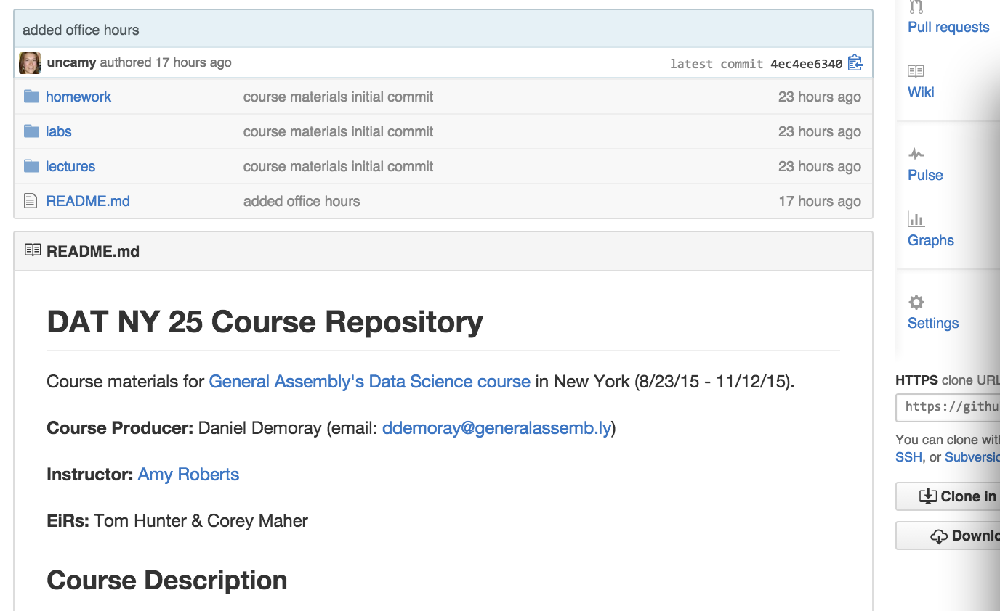 added office hours
uncamy authored 17 hours ago
latest commit 4ec4ee6340
homework course materials initial commit 23 hours ago
labs course materials initial commit 23 hours ago
lectures course materials initial commit 23 hours ago
README.md added office hours 17 hours ago
README.md
DAT NY 25 Course Repository
Course materials for General Assembly's Data Science course in New York (8/23/15 - 11/12/15).
Course Producer: Daniel Demoray (email: ddemoray@generalassemb.ly)
Instructor: Amy Roberts
EiRs: Tom Hunter & Corey Maher
Course Description
Pull requests
Wiki
Pulse
Graphs
Settings
HTTPS clone URL
https://githu
You can clone with
SSH, or Subversio
Clone in
Downlo